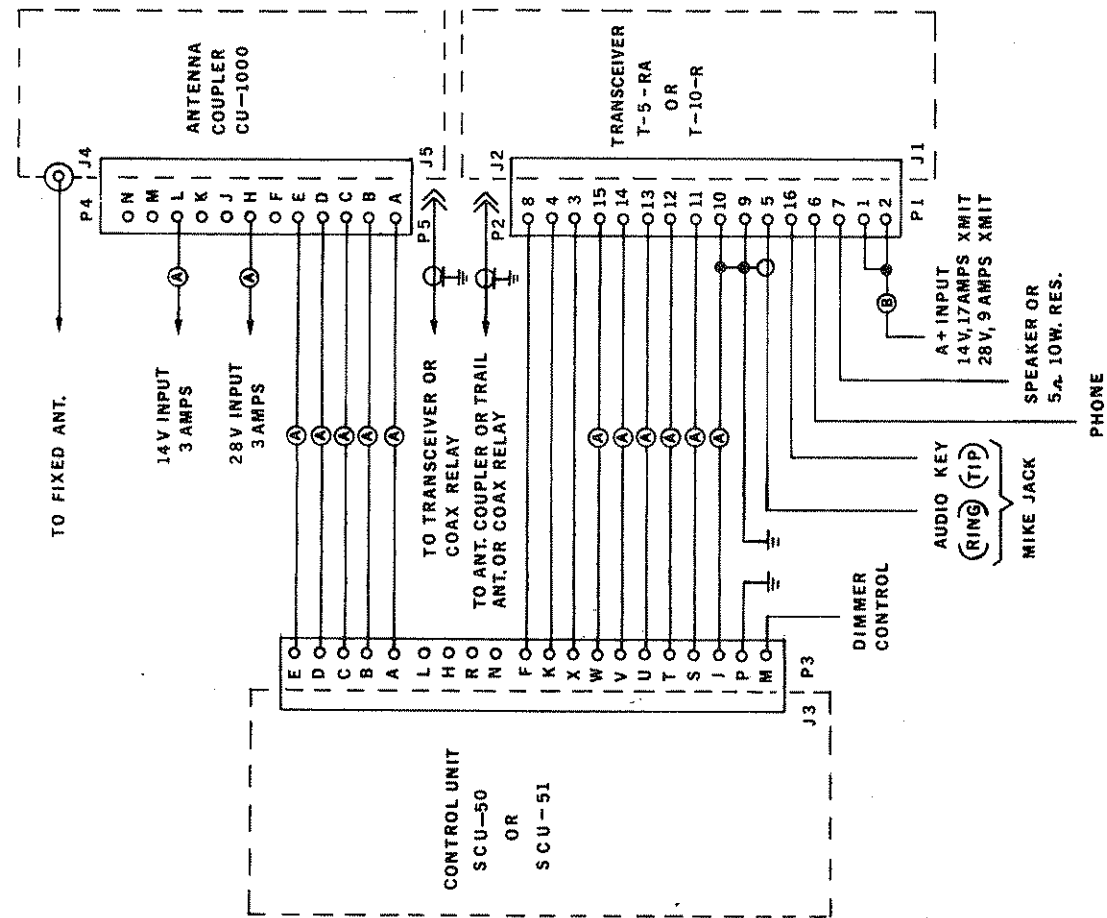 ANTENNA
COUPLER
CU-1000
J4
P4
N
M
L
K
J
H
F
E
D
C
B
A
J5
P5
TO FIXED ANT.
A
14V INPUT
3 AMPS
A
28V INPUT
3 AMPS
A
A
A
A
A
TO TRANSCEIVER OR
COAX RELAY
TRANSCEIVER
T-5-RA
OR
T-10-R
J2
P2
8
4
3
15
14
13
12
11
10
9
5
16
6
7
1
2
J1
P1
TO ANT. COUPLER OR TRAIL
ANT. OR COAX RELAY
A
A
A
A
A
A
B
A+ INPUT
14V, 17AMPS XMIT
28V, 9 AMPS XMIT
SPEAKER OR
5Ω 10W. RES.
PHONE
AUDIO KEY
(RING) (TIP)
MIKE JACK
DIMMER
CONTROL
E
D
C
B
A
L
H
R
N
F
K
X
W
V
U
T
S
J
P
M
P3
J3
CONTROL UNIT
SCU-50
OR
SCU-51